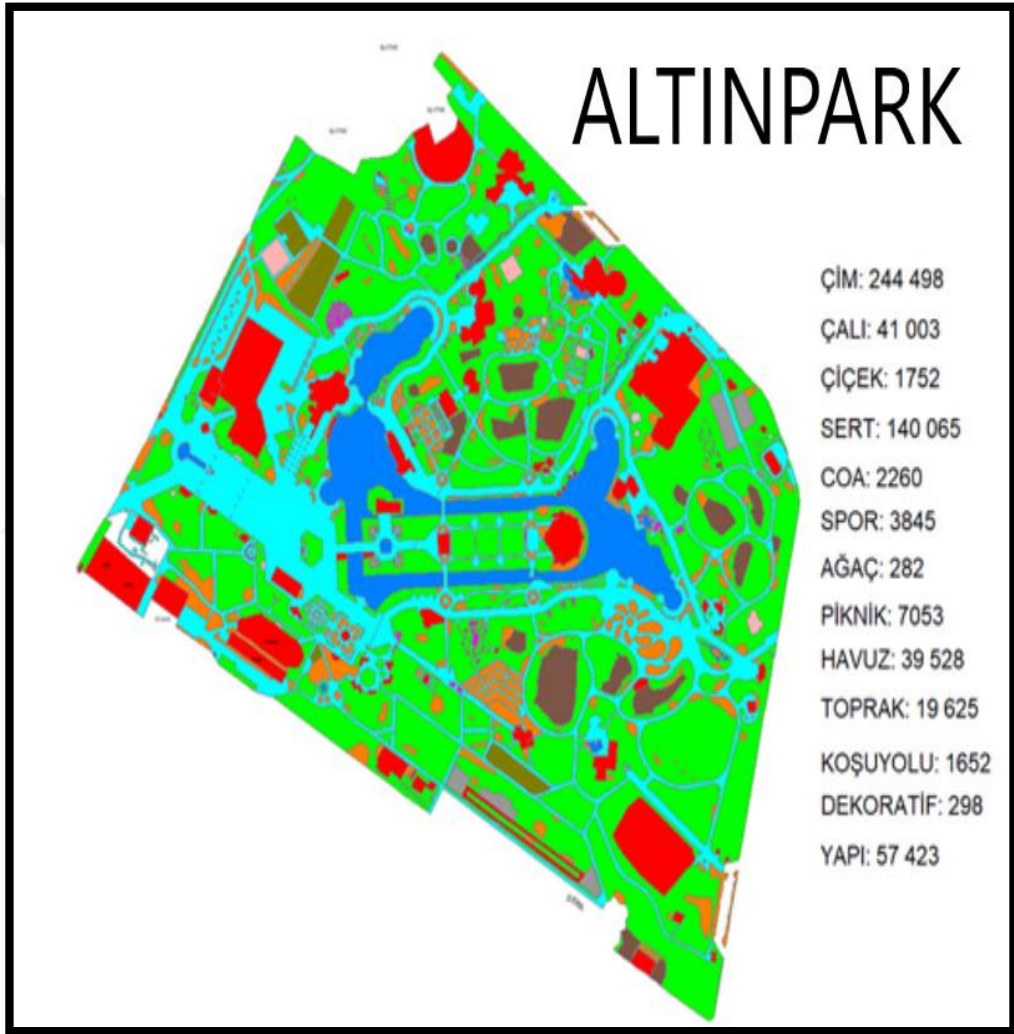 ALTINPARK
ÇİM: 244 498
ÇALI: 41 003
ÇİÇEK: 1752
SERT: 140 065
COA: 2260
SPOR: 3845
AĞAÇ: 282
PİKNİK: 7053
HAVUZ: 39 528
TOPRAK: 19 625
KOŞUYOLU: 1652
DEKORATİF: 298
YAPI: 57 423